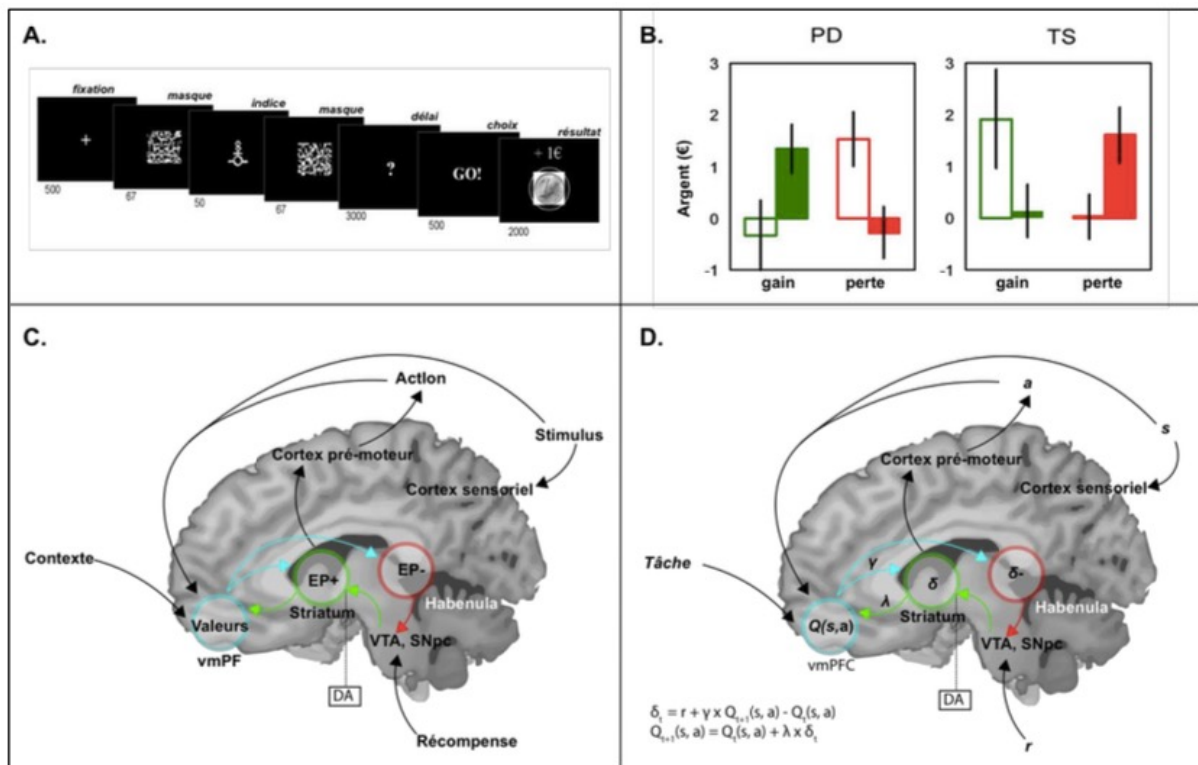 A.
fixation
masque
indice
masque
délai
choix
résultat
+
?
GO!
+ 1€
500
67
50
67
3000
500
2000
B.
PD
TS
Argent (€)
3
2
1
0
-1
gain
perte
3
2
1
0
-1
gain
perte
C.
ActIon
Stimulus
Cortex pré-moteur
Cortex sensoriel
Contexte
EP+
EP-
Striatum
Habenula
Valeurs
VTA, SNpc
vmPF
DA
Récompense
D.
a
s
Cortex pré-moteur
Cortex sensoriel
Tâche
γ
δ
δ-
λ
Striatum
Habenula
Q(s,a)
VTA, SNpc
vmPFC
DA
δₜ = r + γ x Qₜ₊₁(s, a) - Qₜ(s, a)
Qₜ₊₁(s, a) = Qₜ(s, a) + λ x δₜ
r